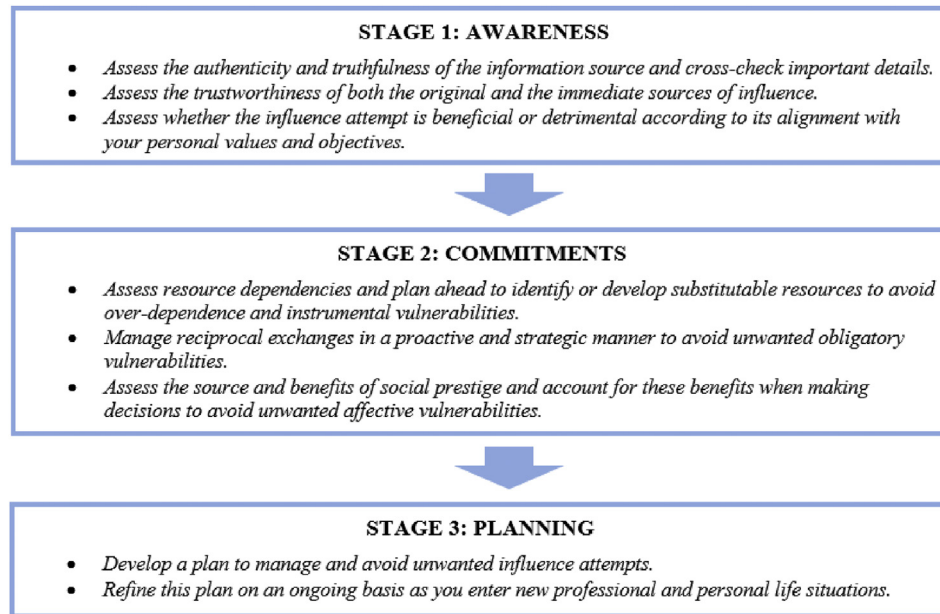 STAGE 1: AWARENESS
• Assess the authenticity and truthfulness of the information source and cross-check important details.
• Assess the trustworthiness of both the original and the immediate sources of influence.
• Assess whether the influence attempt is beneficial or detrimental according to its alignment with
your personal values and objectives.
STAGE 2: COMMITMENTS
• Assess resource dependencies and plan ahead to identify or develop substitutable resources to avoid
over-dependence and instrumental vulnerabilities.
• Manage reciprocal exchanges in a proactive and strategic manner to avoid unwanted obligatory
vulnerabilities.
• Assess the source and benefits of social prestige and account for these benefits when making
decisions to avoid unwanted affective vulnerabilities.
STAGE 3: PLANNING
• Develop a plan to manage and avoid unwanted influence attempts.
• Refine this plan on an ongoing basis as you enter new professional and personal life situations.